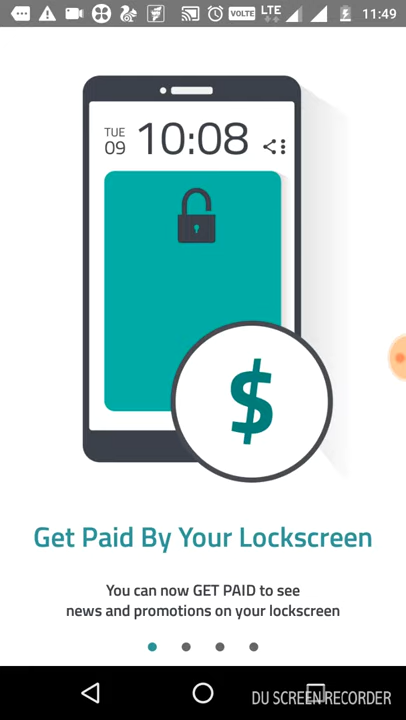 VOLTE LTE 11:49
TUE
09
10:08
$
Get Paid By Your Lockscreen
You can now GET PAID to see
news and promotions on your lockscreen
DU SCREEN RECORDER